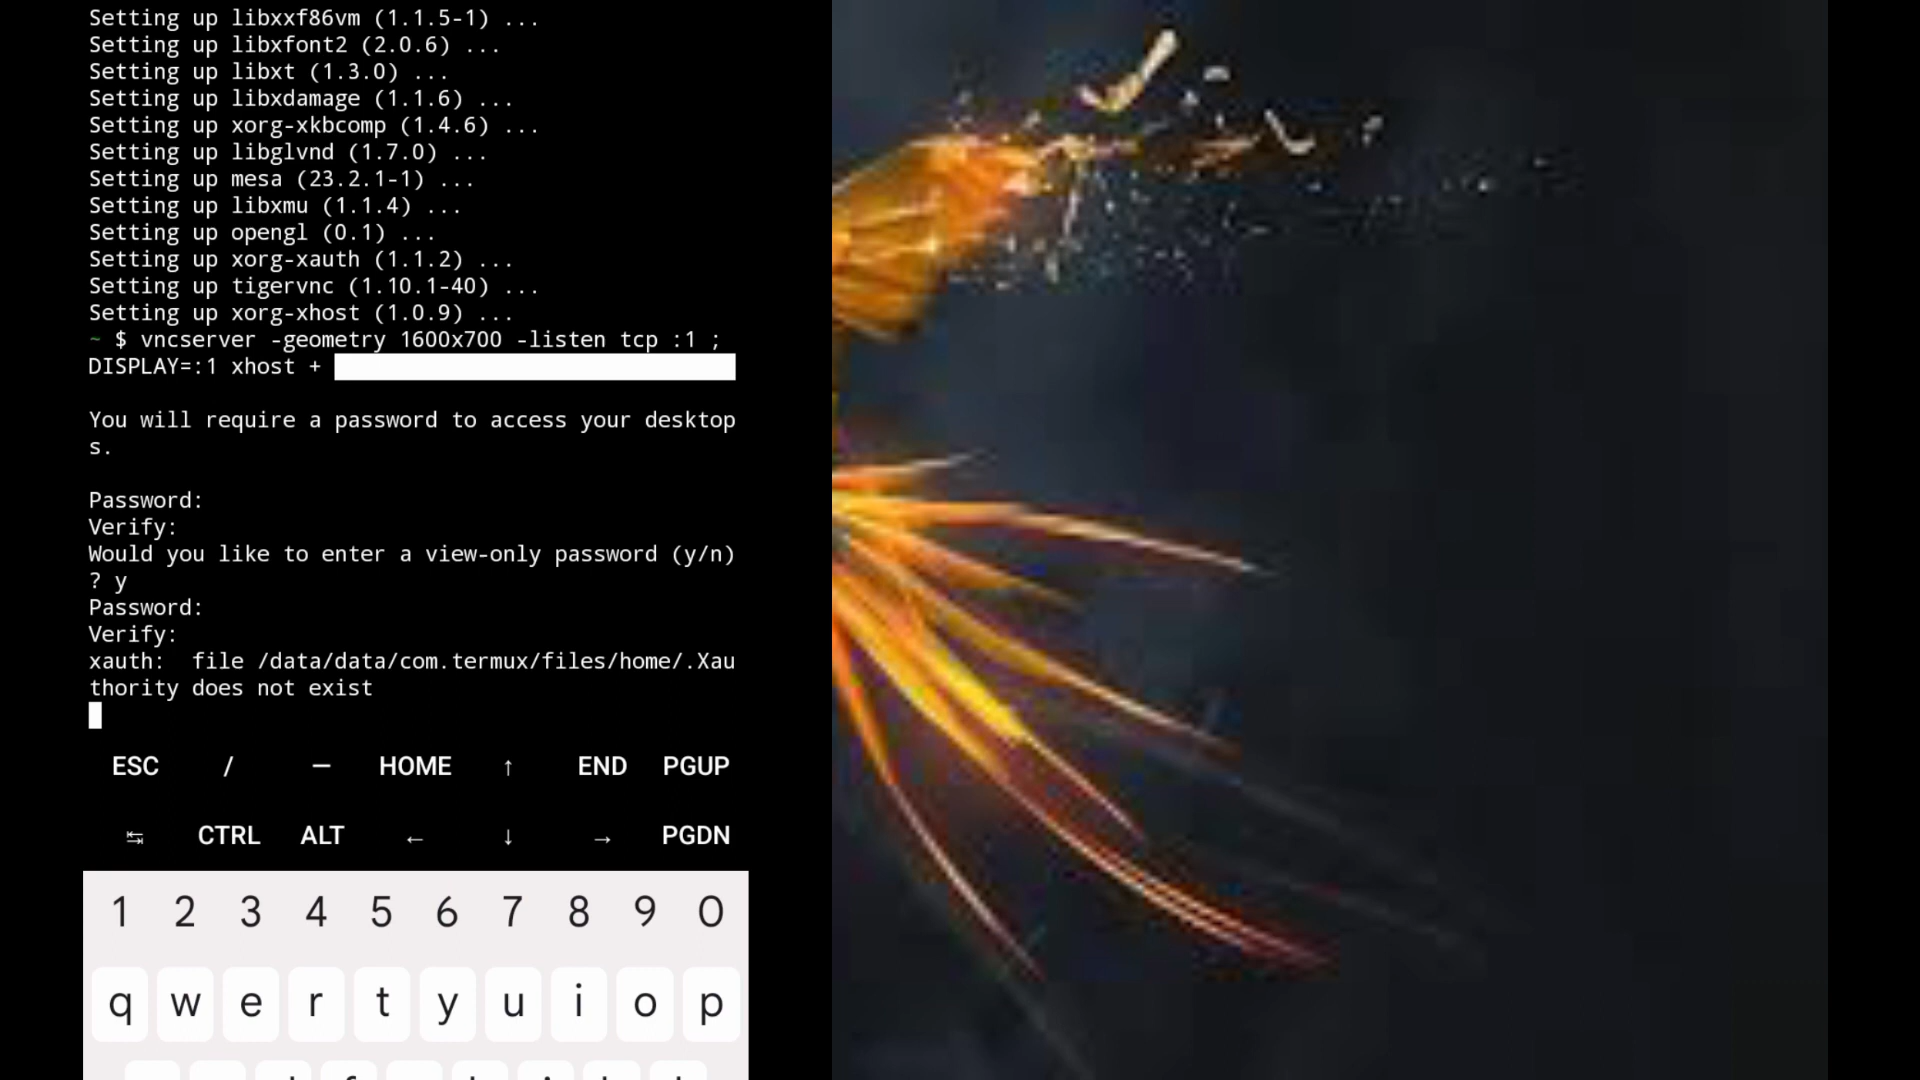 Setting up libxxf86vm (1.1.5-1) ...
Setting up libxfont2 (2.0.6) ...
Setting up libxt (1.3.0) ...
Setting up libxdamage (1.1.6) ...
Setting up xorg-xkbcomp (1.4.6) ...
Setting up libglvnd (1.7.0) ...
Setting up mesa (23.2.1-1) ...
Setting up libxmu (1.1.4) ...
Setting up opengl (0.1) ...
Setting up xorg-xauth (1.1.2) ...
Setting up tigervnc (1.10.1-40) ...
Setting up xorg-xhost (1.0.9) ...
~ $ vncserver -geometry 1600x700 -listen tcp :1 ;
DISPLAY=:1 xhost +
You will require a password to access your desktop
s.
Password:
Verify:
Would you like to enter a view-only password (y/n)
? y
Password:
Verify:
xauth:  file /data/data/com.termux/files/home/.Xau
thority does not exist
ESC / — HOME ↑ END PGUP
↹ CTRL ALT ← ↓ → PGDN
1 2 3 4 5 6 7 8 9 0
q w e r t y u i o p